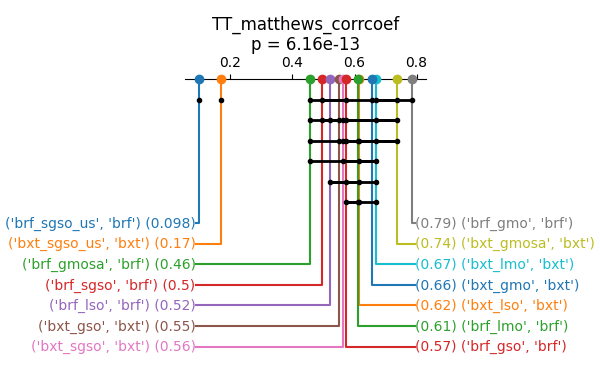 TT_matthews_corrcoef
p = 6.16e-13
0.2 0.4 0.6 0.8
('brf_sgso_us', 'brf') (0.098) (0.79) ('brf_gmo', 'brf')
('bxt_sgso_us', 'bxt') (0.17) (0.74) ('bxt_gmosa', 'bxt')
('brf_gmosa', 'brf') (0.46) (0.67) ('bxt_lmo', 'bxt')
('brf_sgso', 'brf') (0.5) (0.66) ('bxt_gmo', 'bxt')
('brf_lso', 'brf') (0.52) (0.62) ('bxt_lso', 'bxt')
('bxt_gso', 'bxt') (0.55) (0.61) ('brf_lmo', 'brf')
('bxt_sgso', 'bxt') (0.56) (0.57) ('brf_gso', 'brf')